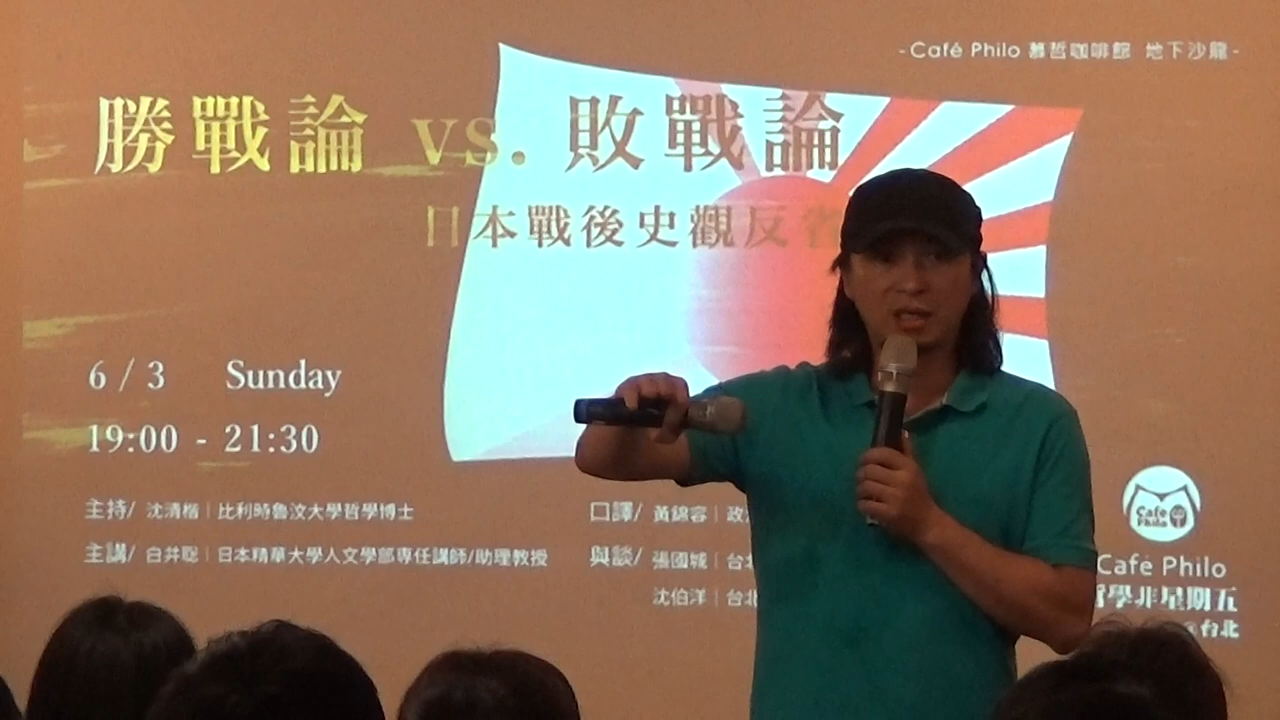 -Café Philo 慕哲咖啡館 地下沙龍-
勝戰論 vs. 敗戰論
日本戰後史觀反省
6 / 3 Sunday
19:00 - 21:30
主持/ 沈清楷｜比利時魯汶大學哲學博士
口譯/ 黃錦容｜政
主講/ 白井聡｜日本精華大學人文學部専任講師/助理教授
與談/ 張國城｜台北
沈伯洋｜台北
Café Philo
Café Philo
哲學非星期五
@台北